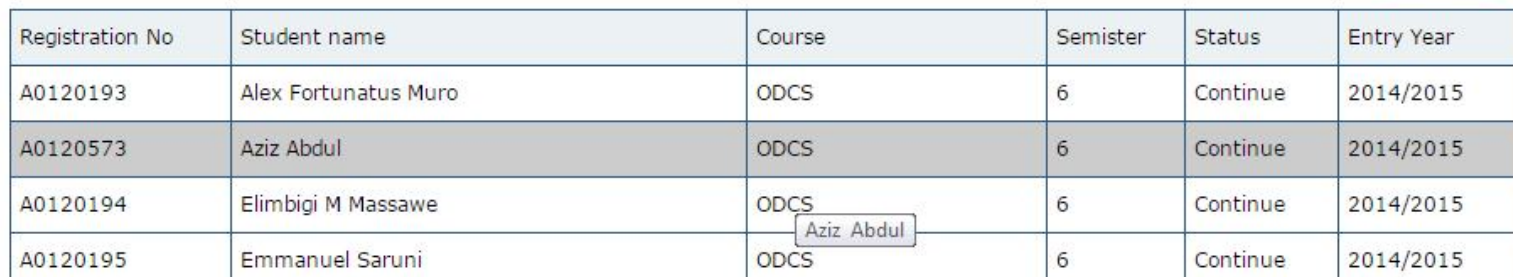 Registration No Student name Course Semister Status Entry Year
A0120193 Alex Fortunatus Muro ODCS 6 Continue 2014/2015
A0120573 Aziz Abdul ODCS 6 Continue 2014/2015
A0120194 Elimbigi M Massawe ODCS 6 Continue 2014/2015
Aziz Abdul
A0120195 Emmanuel Saruni ODCS 6 Continue 2014/2015